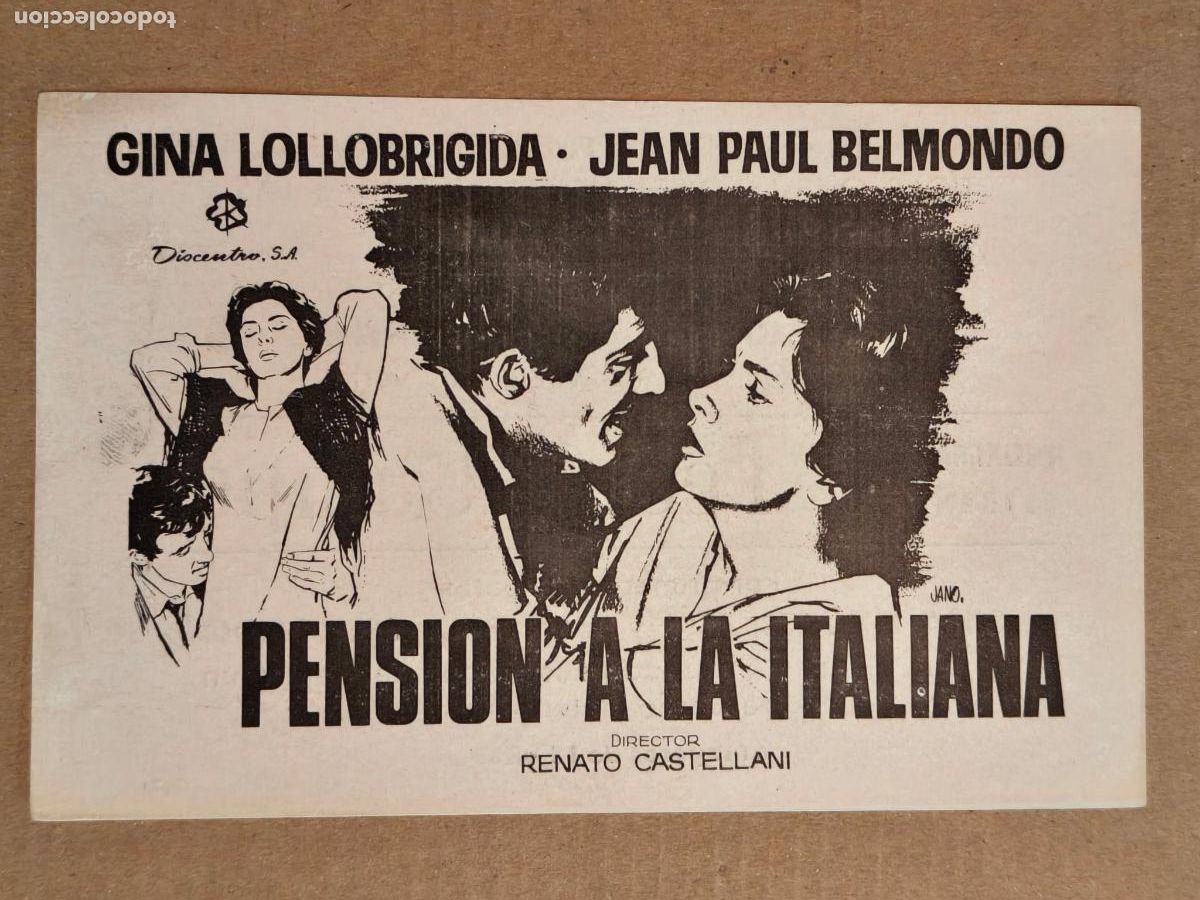 todocoleccion
GINA LOLLOBRIGIDA · JEAN PAUL BELMONDO
Discentro, S.A.
JANO.
PENSION A LA ITALIANA
DIRECTOR
RENATO CASTELLANI